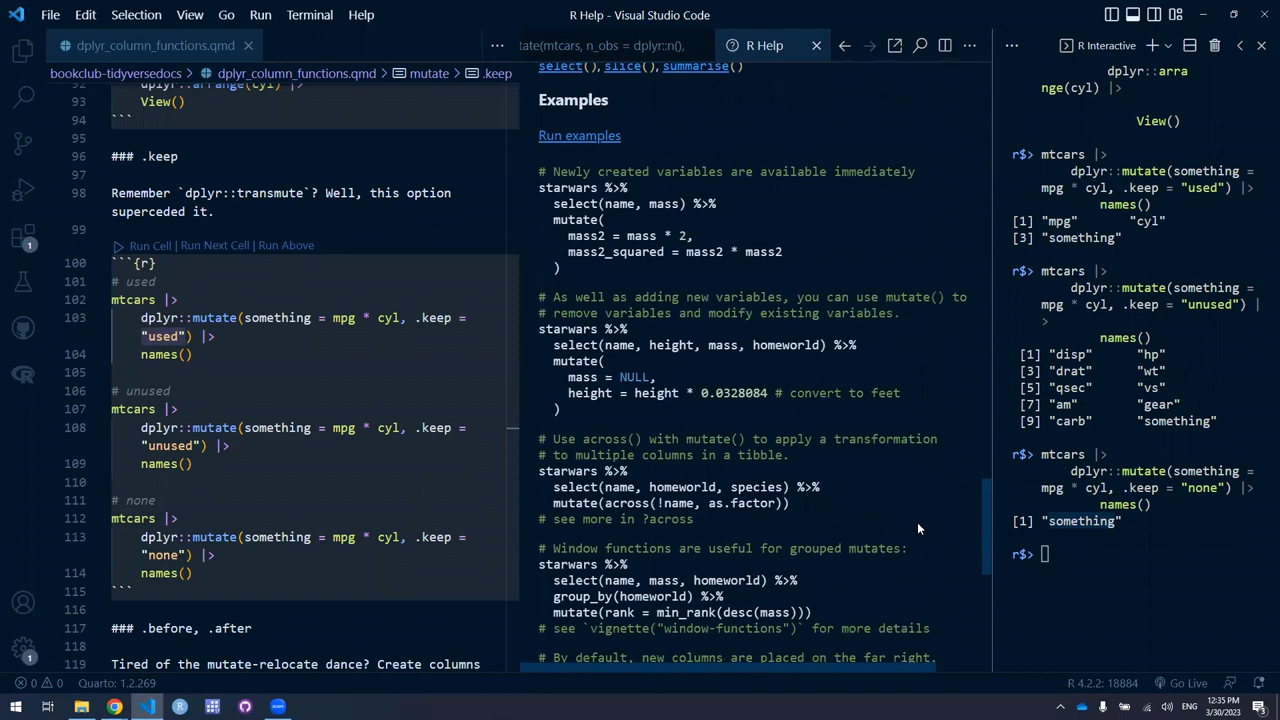 File Edit Selection View Go Run Terminal Help
R Help - Visual Studio Code
dplyr_column_functions.qmd
bookclub-tidyversedocs > dplyr_column_functions.qmd > ### mutate > ### .keep
92 dplyr::arrange(cyl) |>
93 View()
94 ```
95
96 ### .keep
97
98 Remember `dplyr::transmute`? Well, this option
superceded it.
99
Run Cell | Run Next Cell | Run Above
100 ```{r}
101 # used
102 mtcars |>
103 dplyr::mutate(something = mpg * cyl, .keep =
"used") |>
104 names()
105
106 # unused
107 mtcars |>
108 dplyr::mutate(something = mpg * cyl, .keep =
"unused") |>
109 names()
110
111 # none
112 mtcars |>
113 dplyr::mutate(something = mpg * cyl, .keep =
"none") |>
114 names()
115 ```
116
117 ### .before, .after
118
119 Tired of the mutate-relocate dance? Create columns
tate(mtcars, n_obs = dplyr::n(),
R Help
select(), slice(), summarise()
Examples
Run examples
# Newly created variables are available immediately
starwars %>%
select(name, mass) %>%
mutate(
mass2 = mass * 2,
mass2_squared = mass2 * mass2
)
# As well as adding new variables, you can use mutate() to
# remove variables and modify existing variables.
starwars %>%
select(name, height, mass, homeworld) %>%
mutate(
mass = NULL,
height = height * 0.0328084 # convert to feet
)
# Use across() with mutate() to apply a transformation
# to multiple columns in a tibble.
starwars %>%
select(name, homeworld, species) %>%
mutate(across(!name, as.factor))
# see more in ?across
# Window functions are useful for grouped mutates:
starwars %>%
select(name, mass, homeworld) %>%
group_by(homeworld) %>%
mutate(rank = min_rank(desc(mass)))
# see `vignette("window-functions")` for more details
# By default, new columns are placed on the far right.
R Interactive
dplyr::arra
nge(cyl) |>
View()
r$> mtcars |>
dplyr::mutate(something =
mpg * cyl, .keep = "used") |>
names()
[1] "mpg" "cyl"
[3] "something"
r$> mtcars |>
dplyr::mutate(something =
mpg * cyl, .keep = "unused") |
>
names()
[1] "disp" "hp"
[3] "drat" "wt"
[5] "qsec" "vs"
[7] "am" "gear"
[9] "carb" "something"
r$> mtcars |>
dplyr::mutate(something =
mpg * cyl, .keep = "none") |>
names()
[1] "something"
r$>
1
1
0 0 Quarto: 1.2.269
R 4.2.2: 18884 Go Live
ENG
12:35 PM
3/30/2023
3